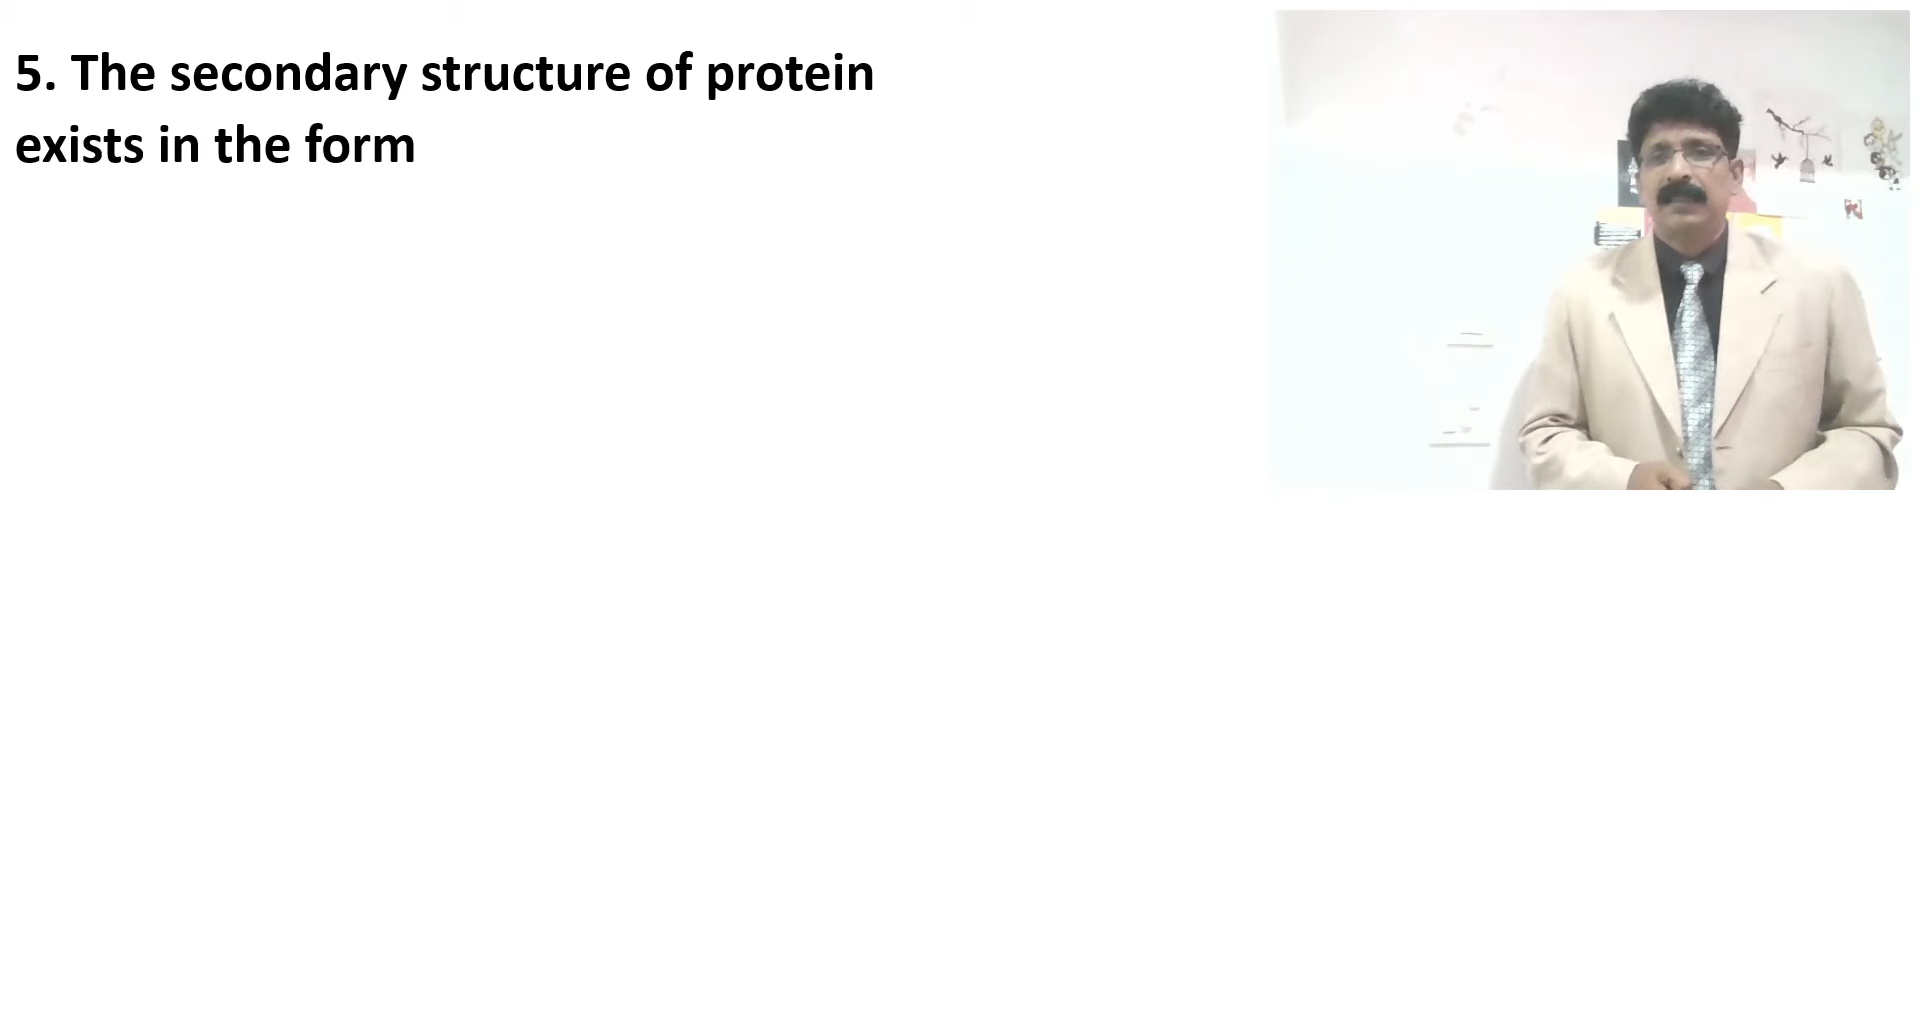 5. The secondary structure of protein
exists in the form